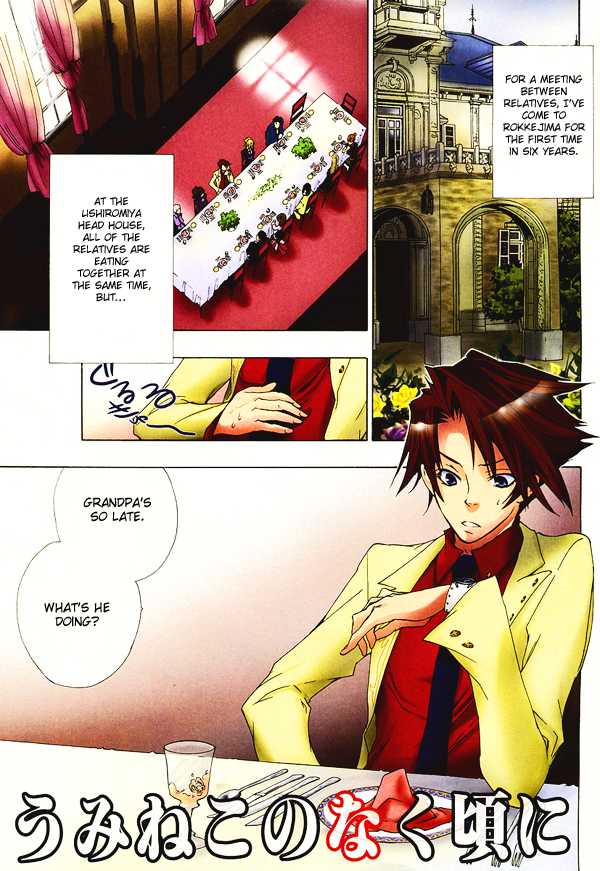 FOR A MEETING
BETWEEN
RELATIVES, I'VE
COME TO
ROKKEJIMA FOR
THE FIRST TIME
IN SIX YEARS.
AT THE
USHIROMIYA
HEAD HOUSE,
ALL OF THE
RELATIVES ARE
EATING
TOGETHER AT
THE SAME TIME,
BUT...
GRANDPA'S
SO LATE.
WHAT'S HE
DOING?
うみねこのなく頃に